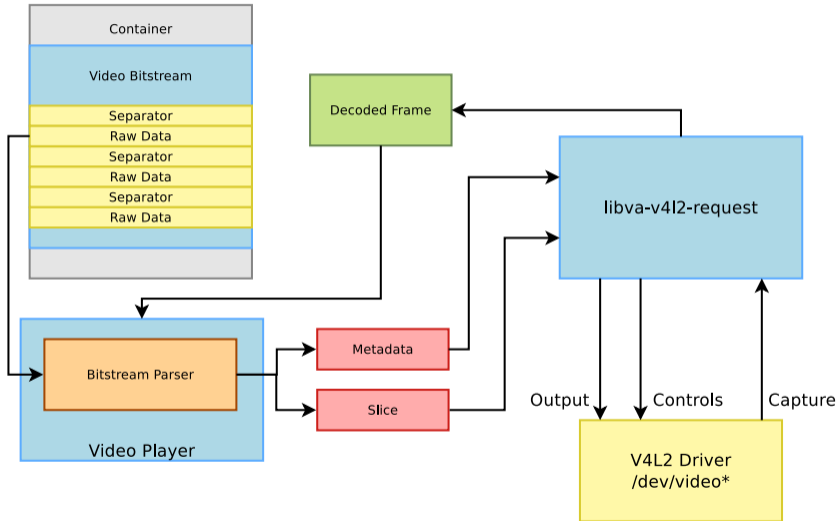 Container
Video Bitstream
Separator
Raw Data
Separator
Raw Data
Separator
Raw Data
Decoded Frame
libva-v4l2-request
Bitstream Parser
Video Player
Metadata
Slice
Output
Controls
Capture
V4L2 Driver
/dev/video*